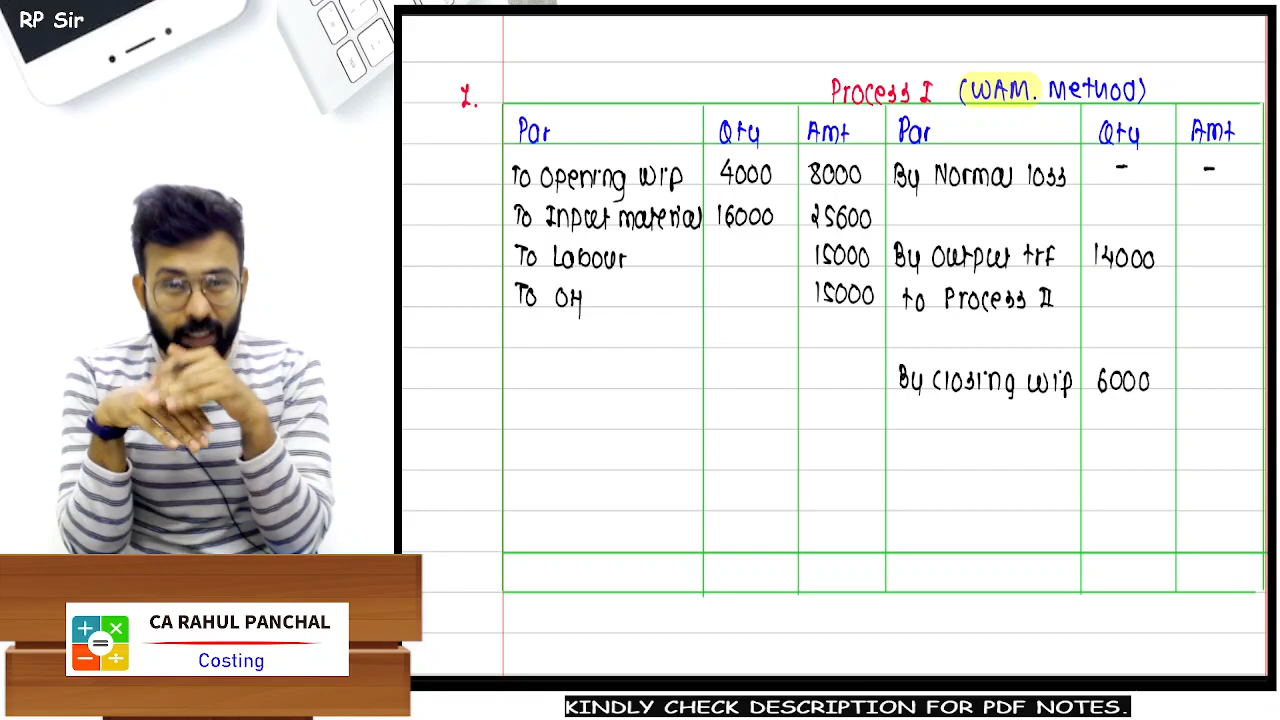 RP Sir
1.
Process I (WAM. Method)
Par Qty Amt Par Qty Amt
To Opening WIP 4000 8000 By Normal loss - -
To Input material 16000 25600
To Labour 15000 By Output trf 14000
To OH 15000 to Process II
By Closing WIP 6000
CA RAHUL PANCHAL
Costing
KINDLY CHECK DESCRIPTION FOR PDF NOTES.